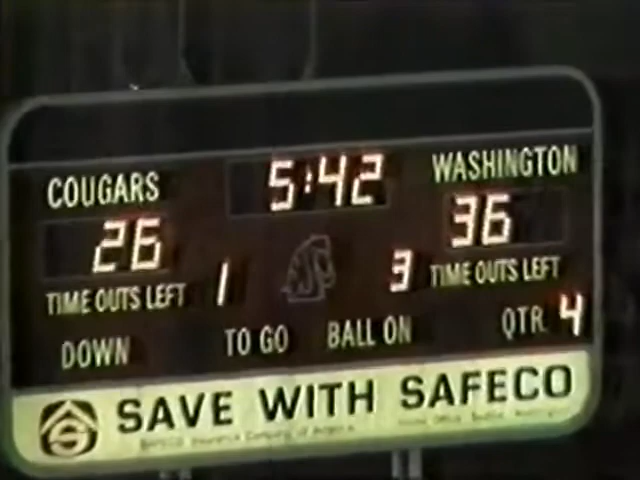 5:42
COUGARS WASHINGTON
26 36
TIME OUTS LEFT 1 3 TIME OUTS LEFT
DOWN TO GO BALL ON QTR 4
SAVE WITH SAFECO